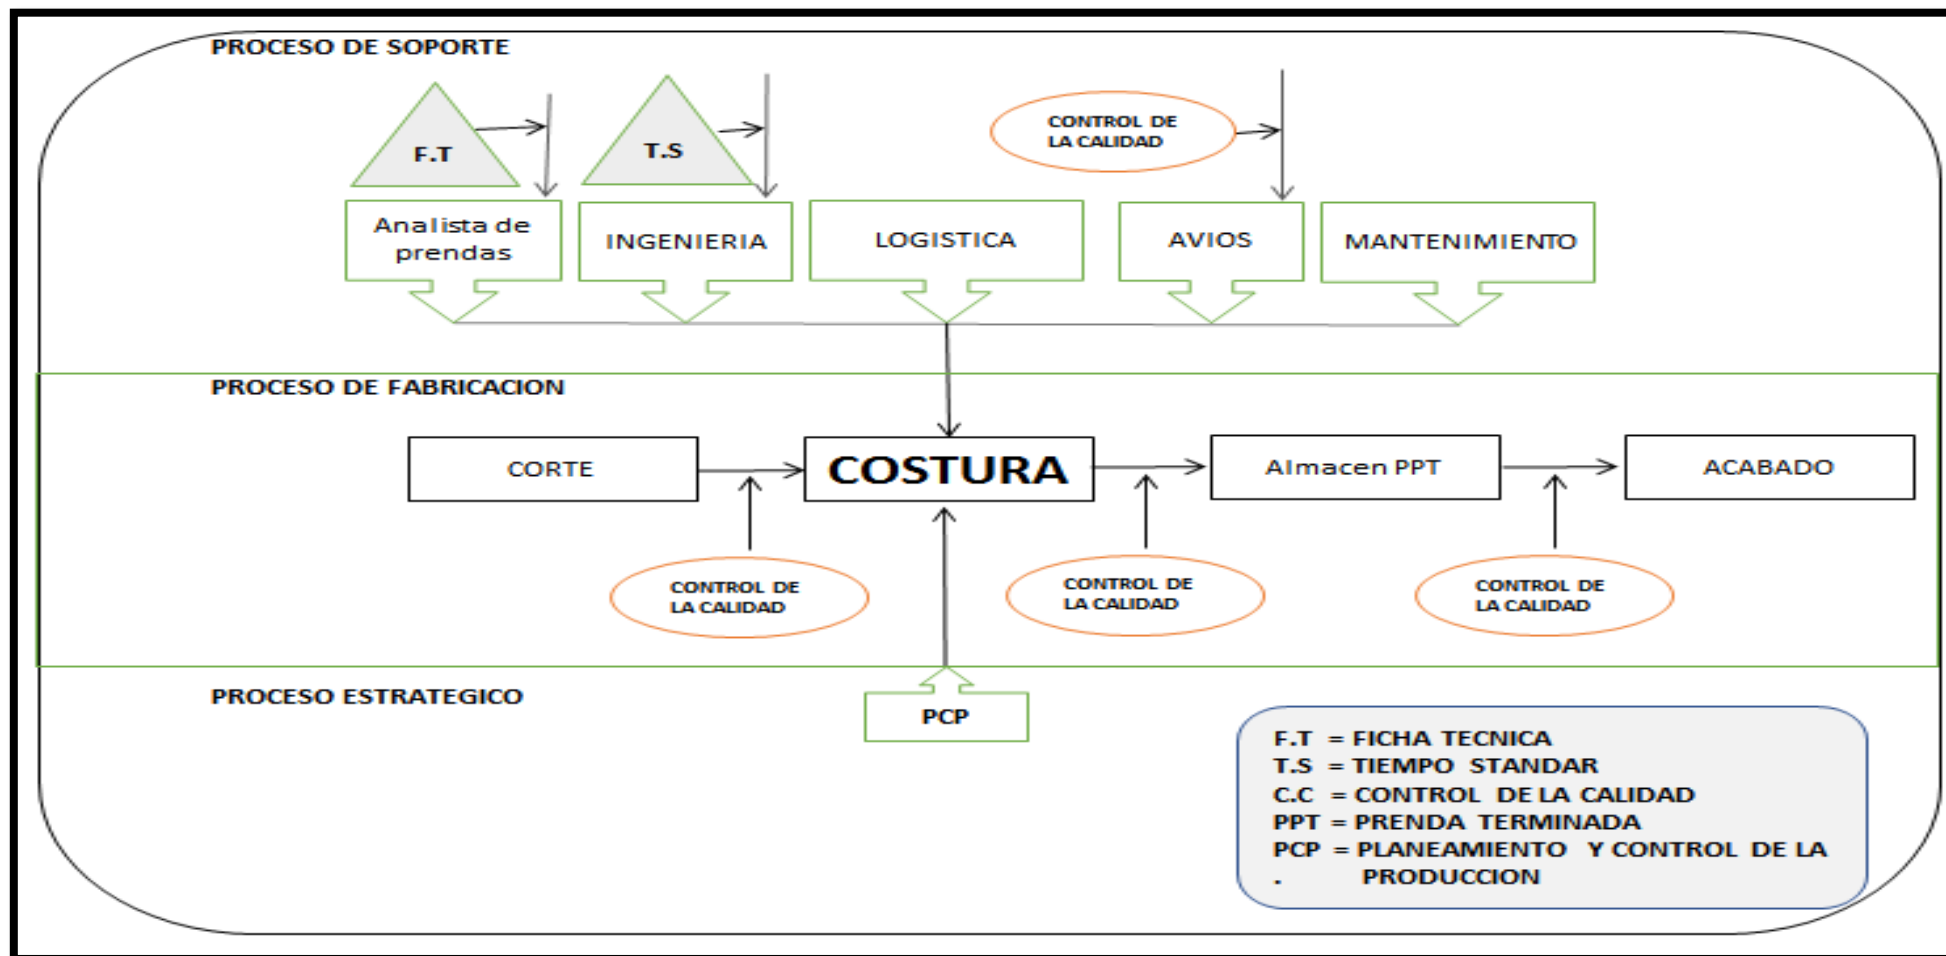 PROCESO DE SOPORTE
F.T
T.S
CONTROL DE
LA CALIDAD
Analista de
prendas
INGENIERIA
LOGISTICA
AVIOS
MANTENIMIENTO
PROCESO DE FABRICACION
CORTE
COSTURA
Almacen PPT
ACABADO
CONTROL DE
LA CALIDAD
CONTROL DE
LA CALIDAD
CONTROL DE
LA CALIDAD
PROCESO ESTRATEGICO
PCP
F.T = FICHA TECNICA
T.S = TIEMPO STANDAR
C.C = CONTROL DE LA CALIDAD
PPT = PRENDA TERMINADA
PCP = PLANEAMIENTO Y CONTROL DE LA
. PRODUCCION